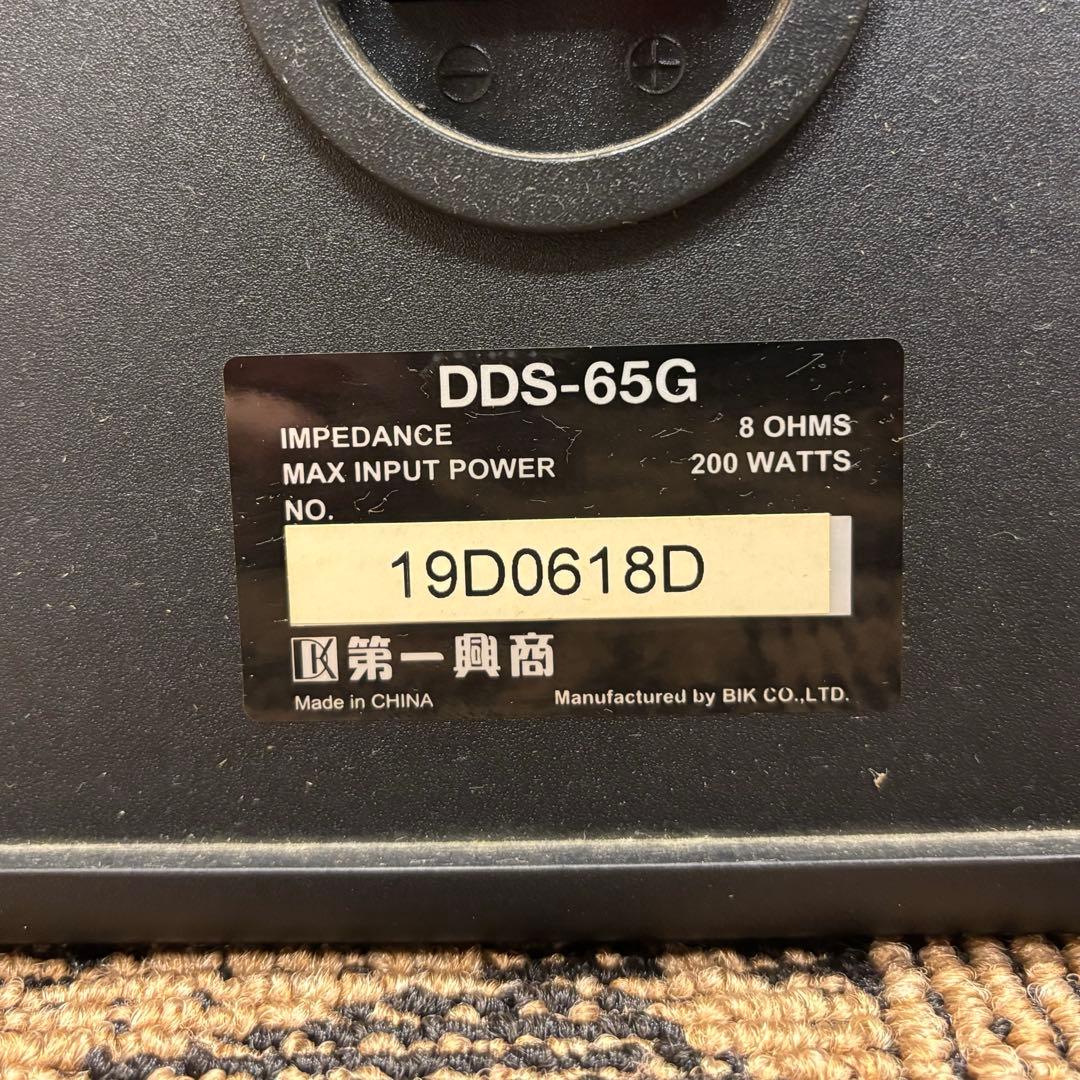 DDS-65G
IMPEDANCE 8 OHMS
MAX INPUT POWER 200 WATTS
NO.
19D0618D
DK 第一興商
Made in CHINA Manufactured by BIK CO.,LTD.